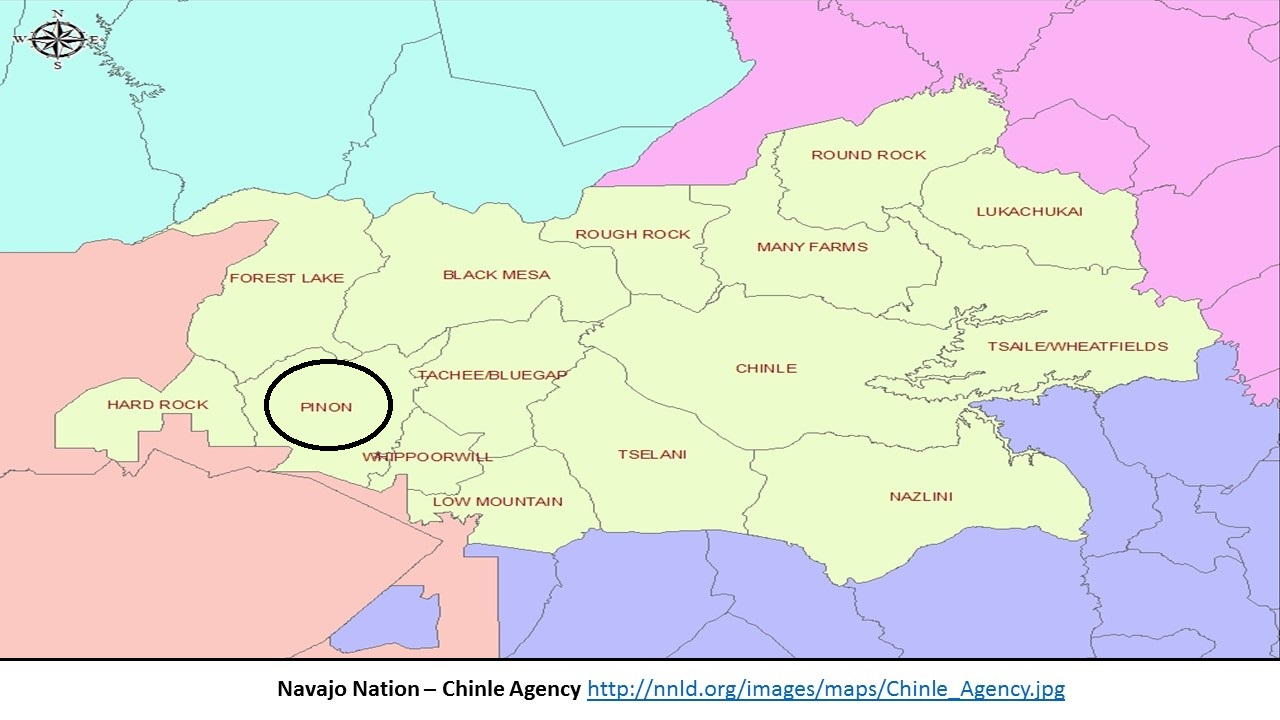 N
W E
S
ROUND ROCK
LUKACHUKAI
ROUGH ROCK
MANY FARMS
FOREST LAKE
BLACK MESA
TSAILE/WHEATFIELDS
CHINLE
TACHEE/BLUEGAP
HARD ROCK
PINON
WHIPPOORWILL
TSELANI
NAZLINI
LOW MOUNTAIN
Navajo Nation – Chinle Agency http://nnld.org/images/maps/Chinle_Agency.jpg